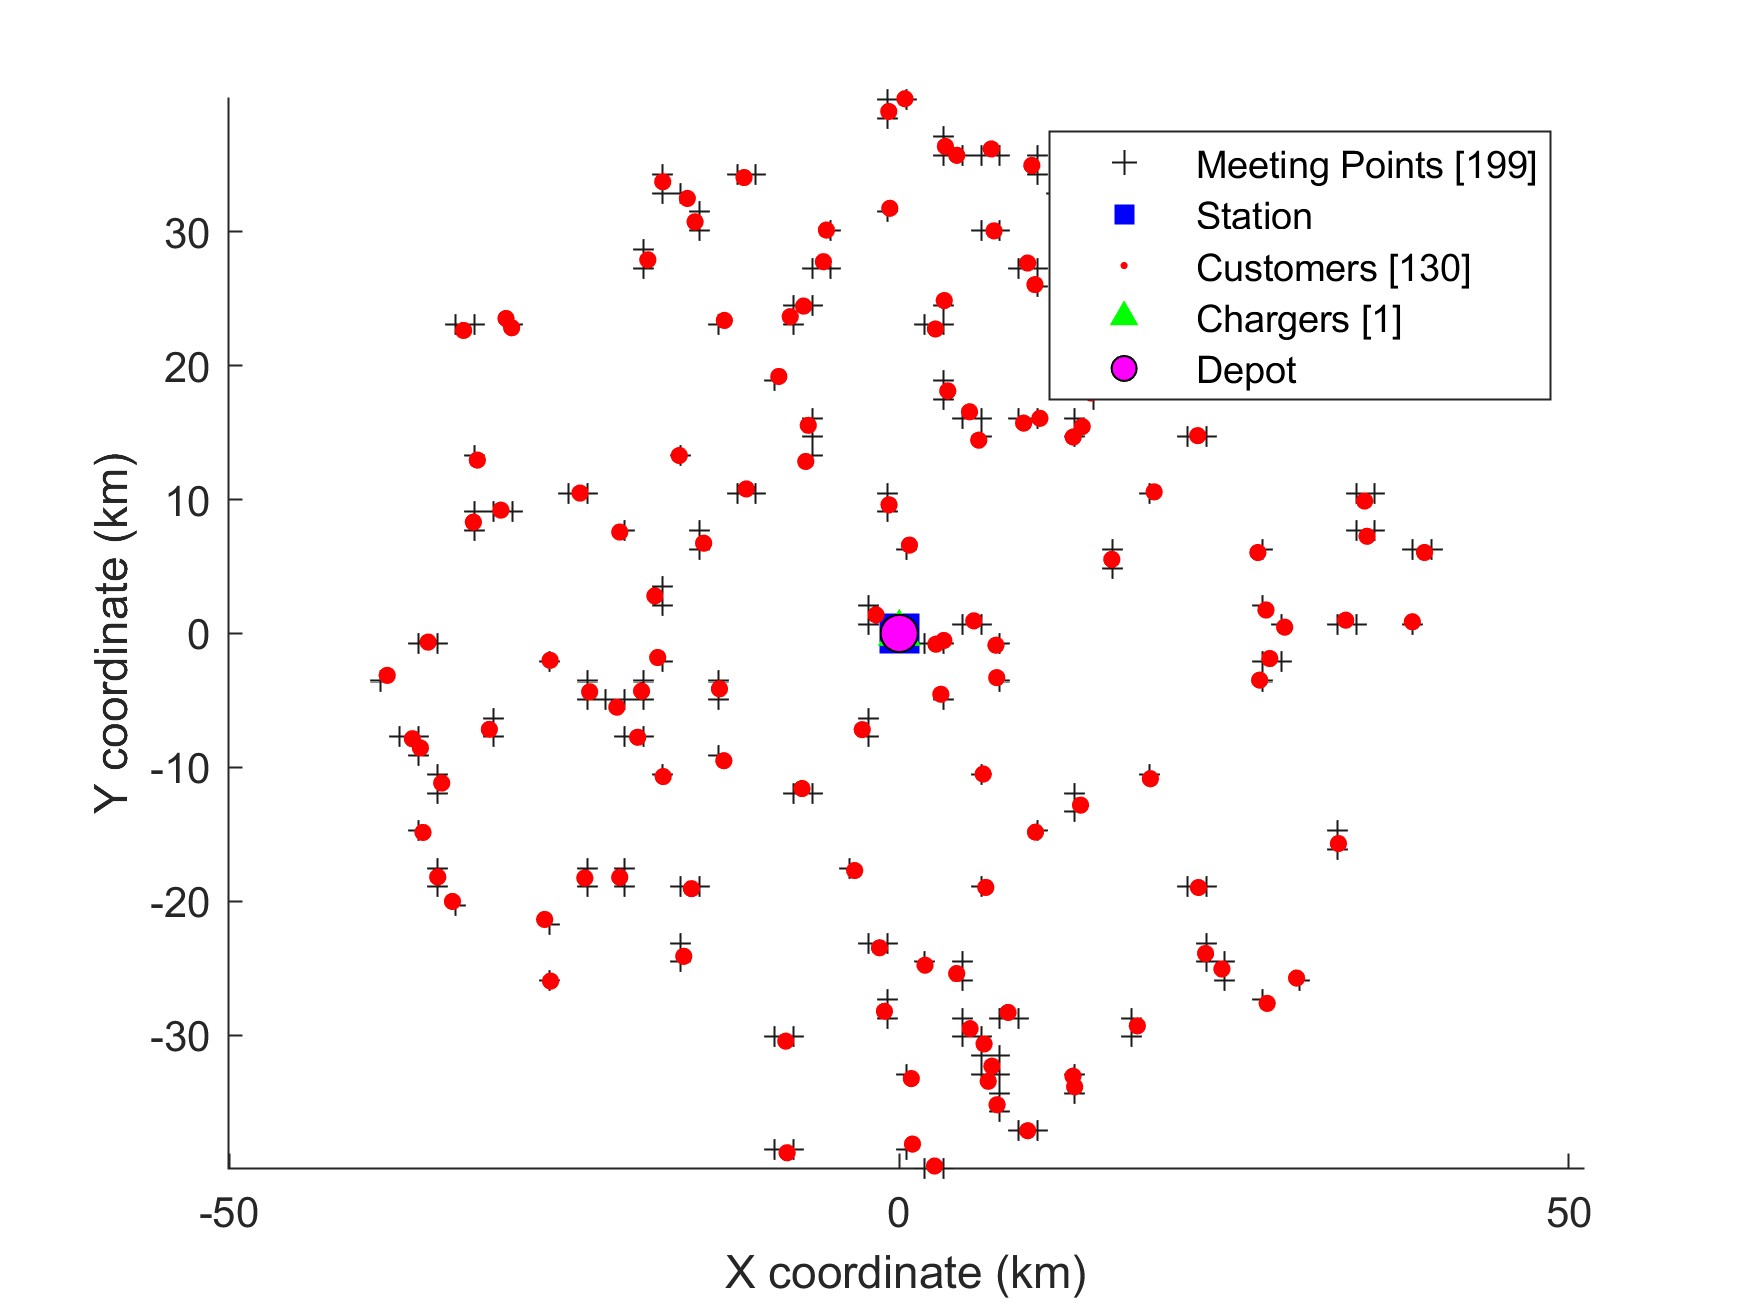 Meeting Points [199]
Station
Customers [130]
Chargers [1]
Depot
30
20
10
0
-10
-20
-30
Y coordinate (km)
-50 0 50
X coordinate (km)